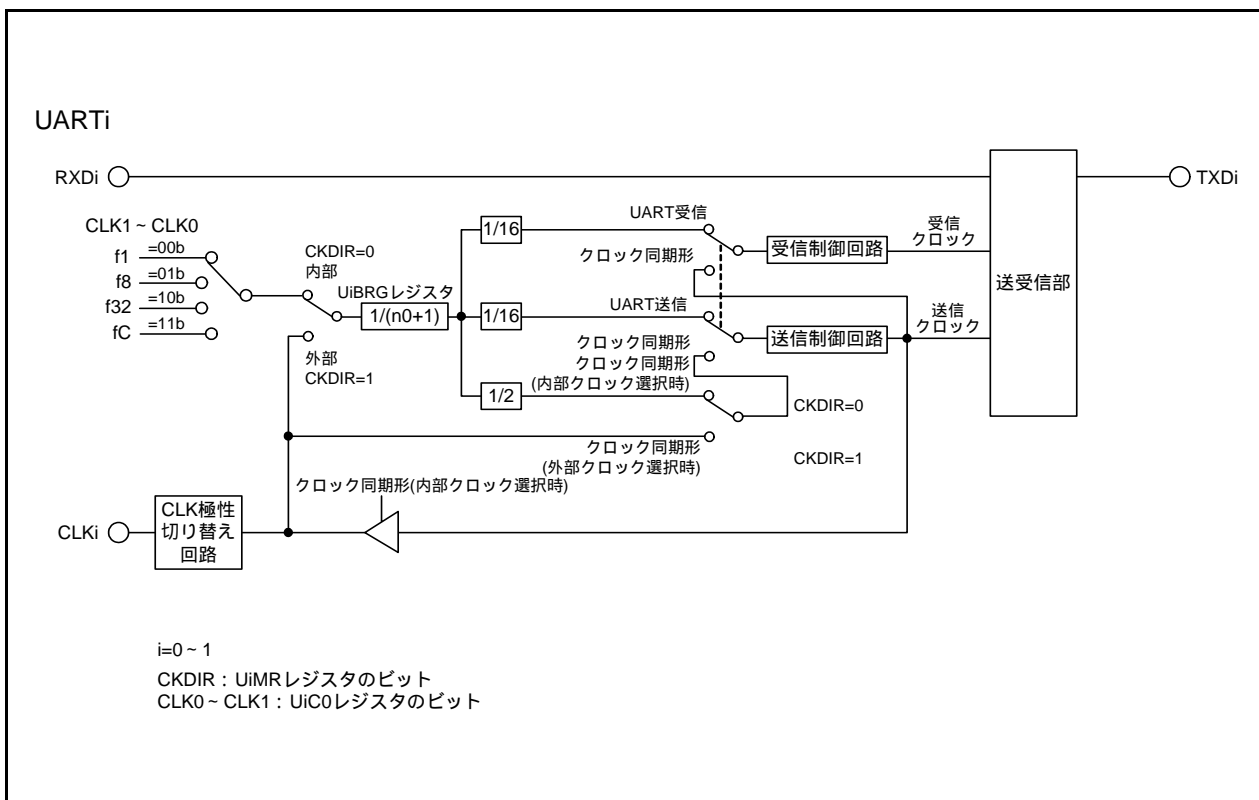 UARTi
RXDi
TXDi
CLK1 ~ CLK0
f1 =00b
f8 =01b
f32 =10b
fC =11b
CKDIR=0
内部
UiBRGレジスタ
1/(n0+1)
外部
CKDIR=1
1/16
UART受信
クロック同期形
受信制御回路
受信
クロック
送受信部
1/16
UART送信
送信制御回路
送信
クロック
クロック同期形
クロック同期形
(内部クロック選択時)
1/2
CKDIR=0
クロック同期形
(外部クロック選択時)
CKDIR=1
クロック同期形(内部クロック選択時)
CLKi
CLK極性
切り替え
回路
i=0 ~ 1
CKDIR : UiMRレジスタのビット
CLK0 ~ CLK1 : UiC0レジスタのビット